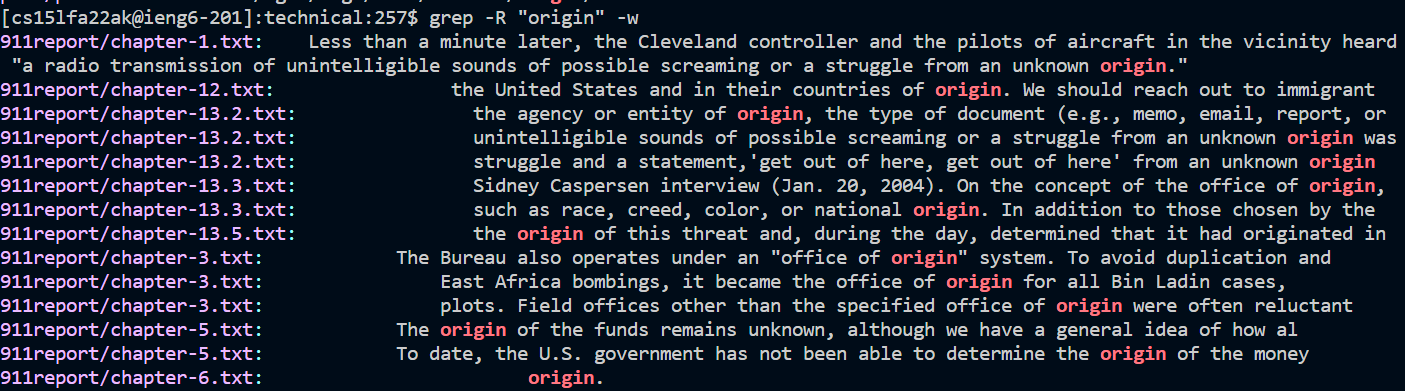 [cs15lfa22ak@ieng6-201]:technical:257$ grep -R "origin" -w
911report/chapter-1.txt:    Less than a minute later, the Cleveland controller and the pilots of aircraft in the vicinity heard
"a radio transmission of unintelligible sounds of possible screaming or a struggle from an unknown origin."
911report/chapter-12.txt:                the United States and in their countries of origin. We should reach out to immigrant
911report/chapter-13.2.txt:                the agency or entity of origin, the type of document (e.g., memo, email, report, or
911report/chapter-13.2.txt:                unintelligible sounds of possible screaming or a struggle from an unknown origin was
911report/chapter-13.2.txt:                struggle and a statement,'get out of here, get out of here' from an unknown origin
911report/chapter-13.3.txt:                Sidney Caspersen interview (Jan. 20, 2004). On the concept of the office of origin,
911report/chapter-13.3.txt:                such as race, creed, color, or national origin. In addition to those chosen by the
911report/chapter-13.5.txt:                the origin of this threat and, during the day, determined that it had originated in
911report/chapter-3.txt:            The Bureau also operates under an "office of origin" system. To avoid duplication and
911report/chapter-3.txt:                East Africa bombings, it became the office of origin for all Bin Ladin cases,
911report/chapter-3.txt:                plots. Field offices other than the specified office of origin were often reluctant
911report/chapter-5.txt:            The origin of the funds remains unknown, although we have a general idea of how al
911report/chapter-5.txt:            To date, the U.S. government has not been able to determine the origin of the money
911report/chapter-6.txt:                        origin.